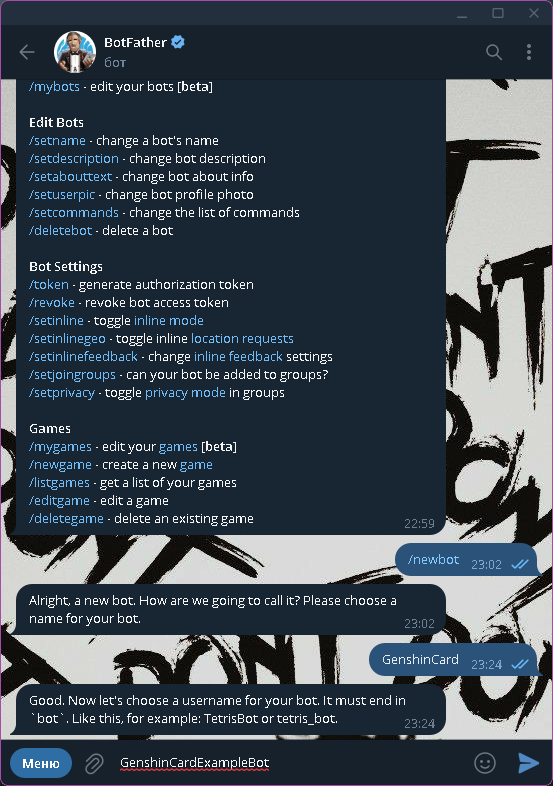 BotFather
бот
/mybots - edit your bots [beta]
Edit Bots
/setname - change a bot's name
/setdescription - change bot description
/setabouttext - change bot about info
/setuserpic - change bot profile photo
/setcommands - change the list of commands
/deletebot - delete a bot
Bot Settings
/token - generate authorization token
/revoke - revoke bot access token
/setinline - toggle inline mode
/setinlinegeo - toggle inline location requests
/setinlinefeedback - change inline feedback settings
/setjoingroups - can your bot be added to groups?
/setprivacy - toggle privacy mode in groups
Games
/mygames - edit your games [beta]
/newgame - create a new game
/listgames - get a list of your games
/editgame - edit a game
/deletegame - delete an existing game
22:59
/newbot 23:02
Alright, a new bot. How are we going to call it? Please choose a
name for your bot.
23:02
GenshinCard 23:24
Good. Now let's choose a username for your bot. It must end in
`bot`. Like this, for example: TetrisBot or tetris_bot.
23:24
Меню
GenshinCardExampleBot